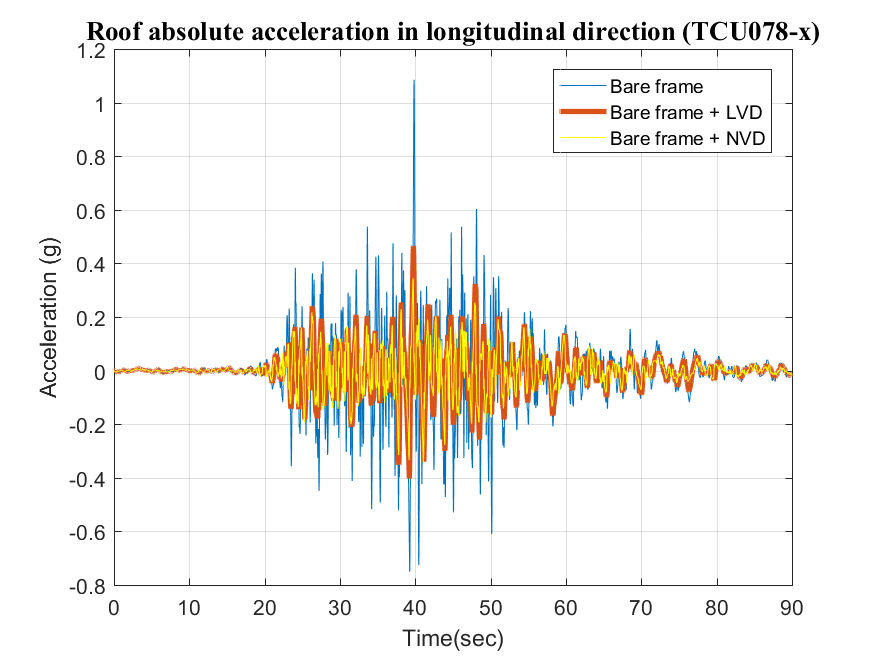 Roof absolute acceleration in longitudinal direction (TCU078-x)
Bare frame
Bare frame + LVD
Bare frame + NVD
Acceleration (g)
1.2
1
0.8
0.6
0.4
0.2
0
-0.2
-0.4
-0.6
-0.8
0 10 20 30 40 50 60 70 80 90
Time(sec)